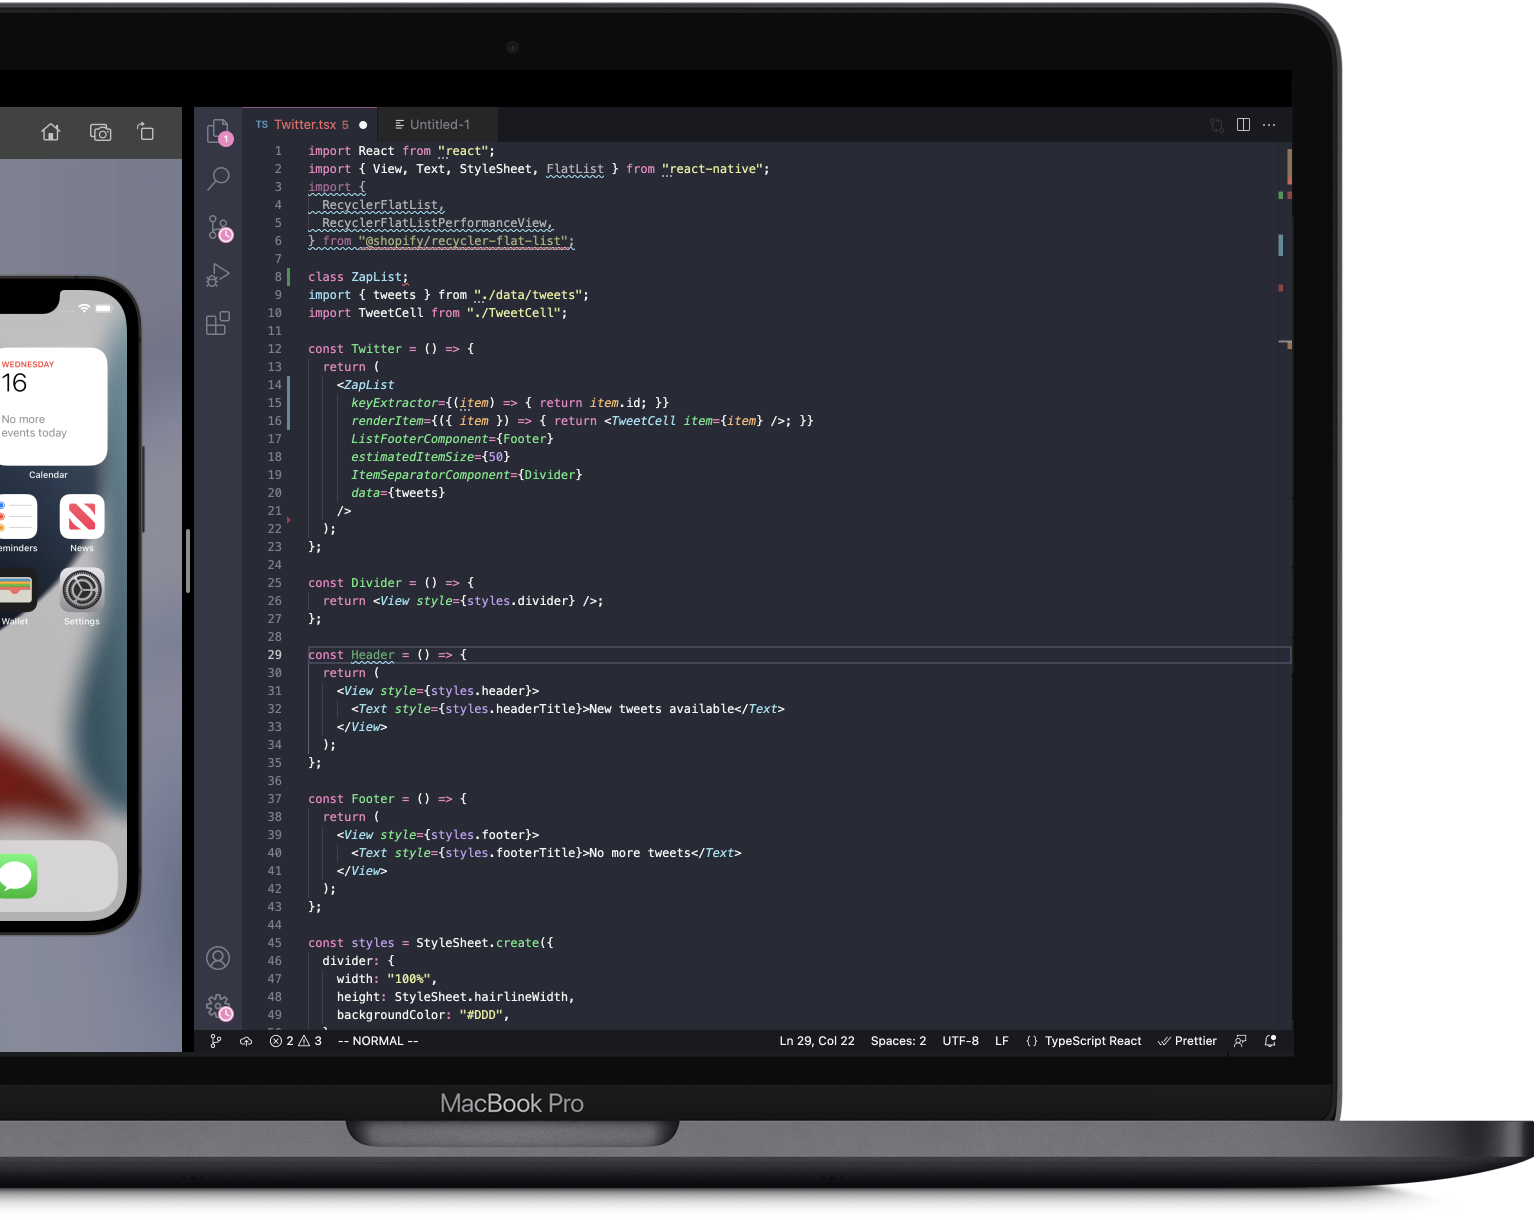 TS Twitter.tsx 5
Untitled-1
1
WEDNESDAY
16
No more
events today
Calendar
eminders
News
Wallet
Settings
1 import React from "react";
2 import { View, Text, StyleSheet, FlatList } from "react-native";
3 import {
4 RecyclerFlatList,
5 RecyclerFlatListPerformanceView,
6 } from "@shopify/recycler-flat-list";
7
8 class ZapList;
9 import { tweets } from "./data/tweets";
10 import TweetCell from "./TweetCell";
11
12 const Twitter = () => {
13 return (
14 <ZapList
15 keyExtractor={(item) => { return item.id; }}
16 renderItem={({ item }) => { return <TweetCell item={item} />; }}
17 ListFooterComponent={Footer}
18 estimatedItemSize={50}
19 ItemSeparatorComponent={Divider}
20 data={tweets}
21 />
22 );
23 };
24
25 const Divider = () => {
26 return <View style={styles.divider} />;
27 };
28
29 const Header = () => {
30 return (
31 <View style={styles.header}>
32 <Text style={styles.headerTitle}>New tweets available</Text>
33 </View>
34 );
35 };
36
37 const Footer = () => {
38 return (
39 <View style={styles.footer}>
40 <Text style={styles.footerTitle}>No more tweets</Text>
41 </View>
42 );
43 };
44
45 const styles = StyleSheet.create({
46 divider: {
47 width: "100%",
48 height: StyleSheet.hairlineWidth,
49 backgroundColor: "#DDD",
2 3 -- NORMAL --
Ln 29, Col 22 Spaces: 2 UTF-8 LF {} TypeScript React Prettier
MacBook Pro